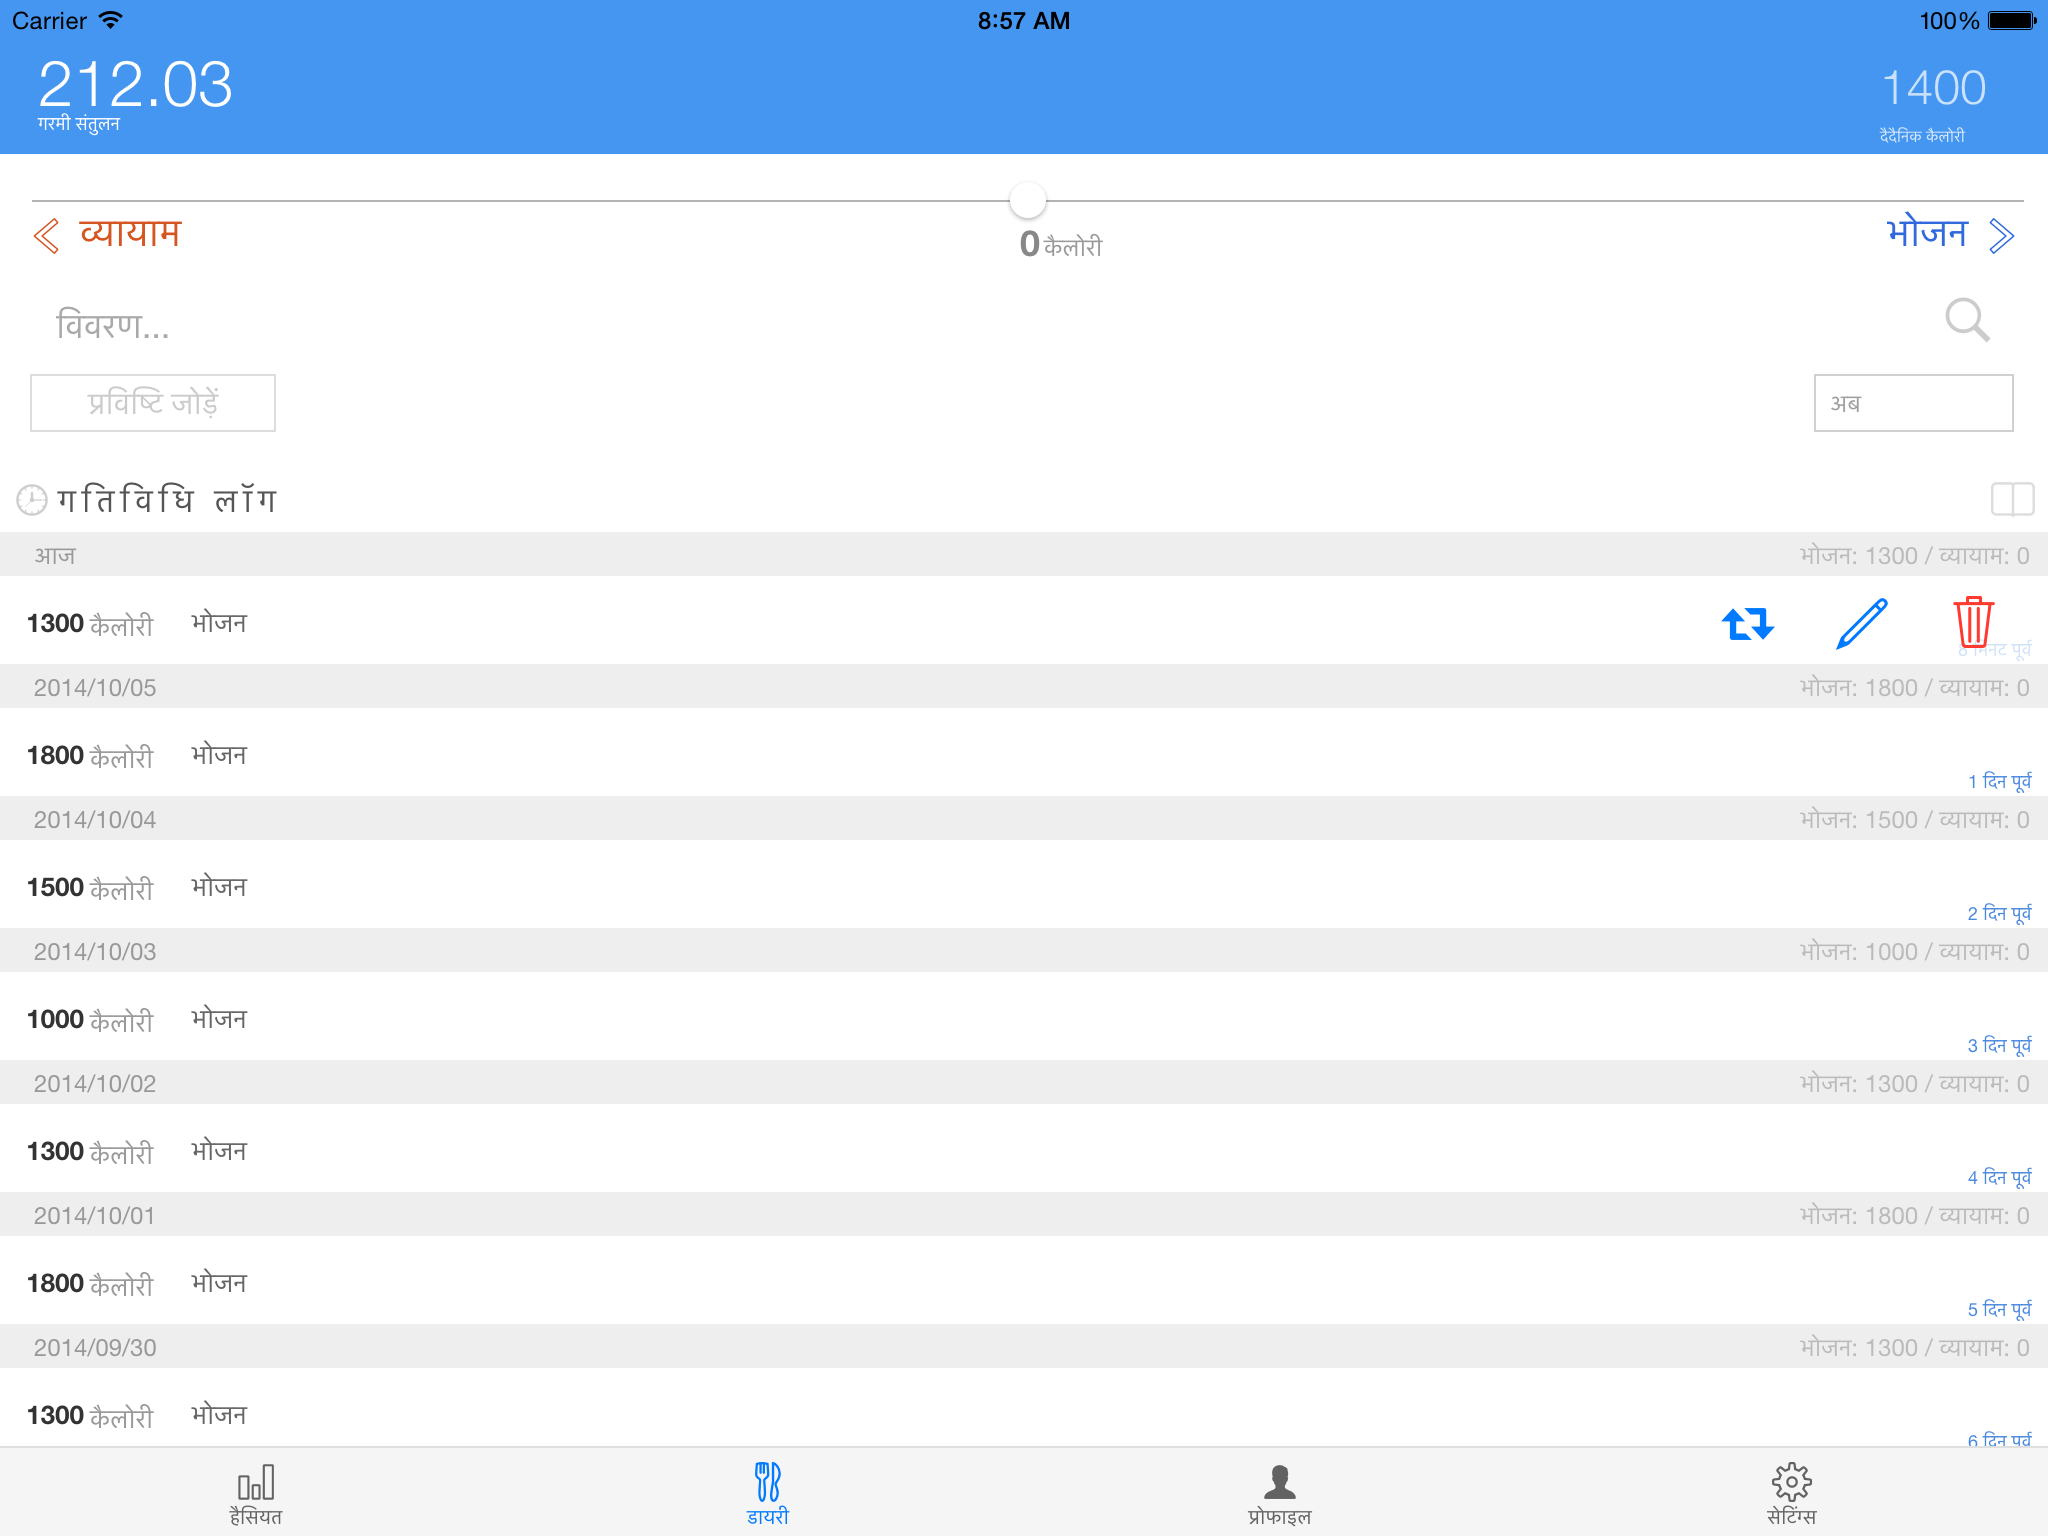 Carrier 8:57 AM 100%
212.03 1400
गरमी संतुलन दैदैनिक कैलोरी
व्यायाम 0 कैलोरी भोजन
विवरण...
प्रविष्टि जोड़ें अब
गतिविधि लॉग
आज भोजन: 1300 / व्यायाम: 0
1300 कैलोरी भोजन
8 मिनट पूर्व
2014/10/05 भोजन: 1800 / व्यायाम: 0
1800 कैलोरी भोजन
1 दिन पूर्व
2014/10/04 भोजन: 1500 / व्यायाम: 0
1500 कैलोरी भोजन
2 दिन पूर्व
2014/10/03 भोजन: 1000 / व्यायाम: 0
1000 कैलोरी भोजन
3 दिन पूर्व
2014/10/02 भोजन: 1300 / व्यायाम: 0
1300 कैलोरी भोजन
4 दिन पूर्व
2014/10/01 भोजन: 1800 / व्यायाम: 0
1800 कैलोरी भोजन
5 दिन पूर्व
2014/09/30 भोजन: 1300 / व्यायाम: 0
1300 कैलोरी भोजन
6 दिन पूर्व
हैसियत डायरी प्रोफाइल सेटिंग्स